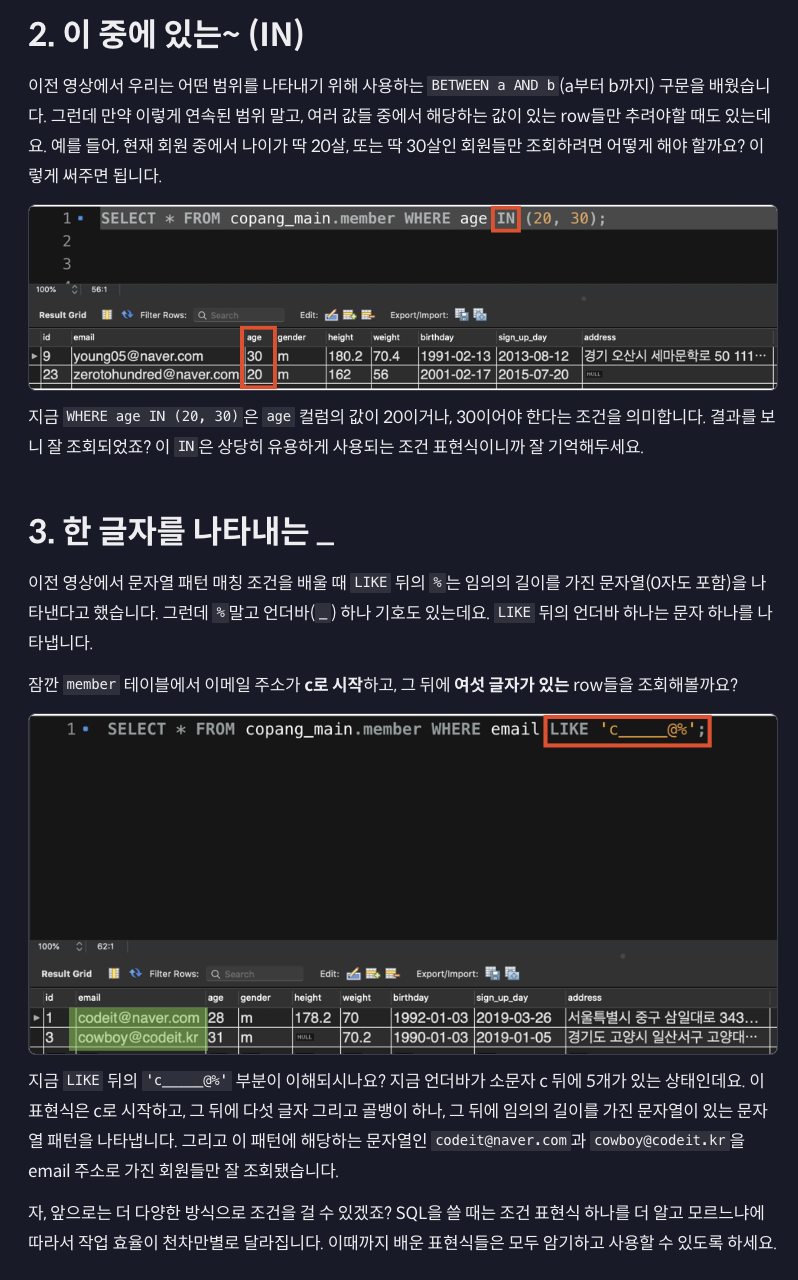 2. 이 중에 있는~ (IN)
이전 영상에서 우리는 어떤 범위를 나타내기 위해 사용하는 BETWEEN a AND b(a부터 b까지) 구문을 배웠습니
다. 그런데 만약 이렇게 연속된 범위 말고, 여러 값들 중에서 해당하는 값이 있는 row들만 추려야할 때도 있는데
요. 예를 들어, 현재 회원 중에서 나이가 딱 20살, 또는 딱 30살인 회원들만 조회하려면 어떻게 해야 할까요? 이
렇게 써주면 됩니다.
1 SELECT * FROM copang_main.member WHERE age IN (20, 30);
2
3
100% 56:1
Result Grid Filter Rows: Search Edit: Export/Import:
id email age gender height weight birthday sign_up_day address
9 young05@naver.com 30 m 180.2 70.4 1991-02-13 2013-08-12 경기 오산시 세마문학로 50 111···
23 zerotohundred@naver.com 20 m 162 56 2001-02-17 2015-07-20 NULL
지금 WHERE age IN (20, 30)은 age 컬럼의 값이 20이거나, 30이어야 한다는 조건을 의미합니다. 결과를 보
니 잘 조회되었죠? 이 IN은 상당히 유용하게 사용되는 조건 표현식이니까 잘 기억해두세요.
3. 한 글자를 나타내는 _
이전 영상에서 문자열 패턴 매칭 조건을 배울 때 LIKE 뒤의 %는 임의의 길이를 가진 문자열(0자도 포함)을 나
타낸다고 했습니다. 그런데 %말고 언더바(_) 하나 기호도 있는데요. LIKE 뒤의 언더바 하나는 문자 하나를 나
타냅니다.
잠깐 member 테이블에서 이메일 주소가 c로 시작하고, 그 뒤에 여섯 글자가 있는 row들을 조회해볼까요?
1 SELECT * FROM copang_main.member WHERE email LIKE 'c_____@%';
100% 62:1
Result Grid Filter Rows: Search Edit: Export/Import:
id email age gender height weight birthday sign_up_day address
1 codeit@naver.com 28 m 178.2 70 1992-01-03 2019-03-26 서울특별시 중구 삼일대로 343...
3 cowboy@codeit.kr 31 m NULL 70.2 1990-01-03 2019-01-05 경기도 고양시 일산서구 고양대···
지금 LIKE 뒤의 'c_____@%' 부분이 이해되시나요? 지금 언더바가 소문자 c 뒤에 5개가 있는 상태인데요. 이
표현식은 c로 시작하고, 그 뒤에 다섯 글자 그리고 골뱅이 하나, 그 뒤에 임의의 길이를 가진 문자열이 있는 문자
열 패턴을 나타냅니다. 그리고 이 패턴에 해당하는 문자열인 codeit@naver.com과 cowboy@codeit.kr을
email 주소로 가진 회원들만 잘 조회됐습니다.
자, 앞으로는 더 다양한 방식으로 조건을 걸 수 있겠죠? SQL을 쓸 때는 조건 표현식 하나를 더 알고 모르느냐에
따라서 작업 효율이 천차만별로 달라집니다. 이때까지 배운 표현식들은 모두 암기하고 사용할 수 있도록 하세요.